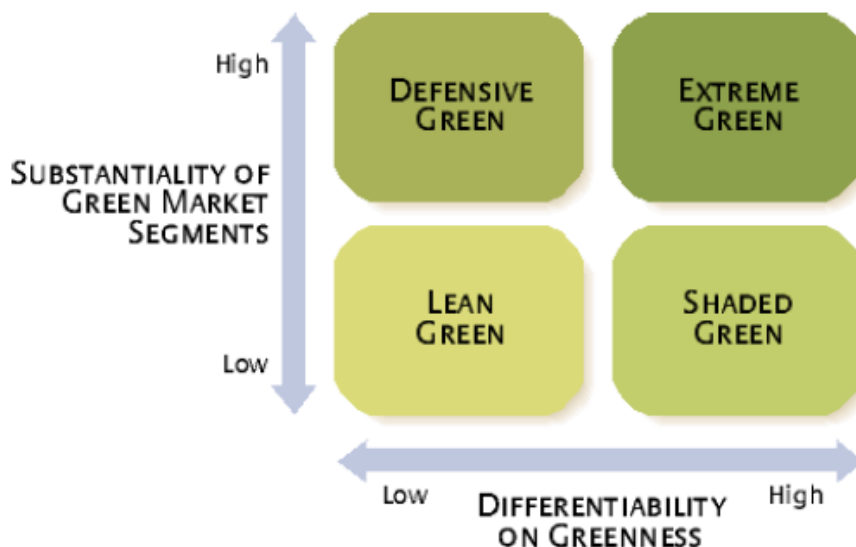 High
DEFENSIVE
GREEN
EXTREME
GREEN
SUBSTANTIALITY OF
GREEN MARKET
SEGMENTS
LEAN
GREEN
SHADED
GREEN
Low
Low
High
DIFFERENTIABILITY
ON GREENNESS